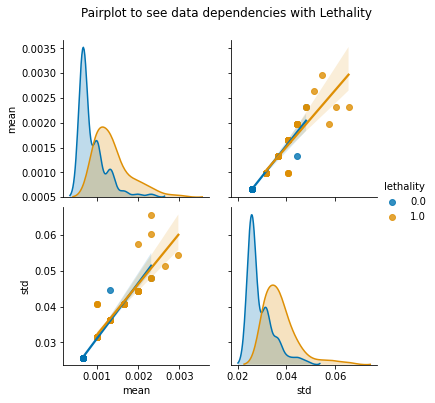 Pairplot to see data dependencies with Lethality
0.0035
0.0030
0.0025
0.0020
0.0015
0.0010
0.0005
mean
lethality
0.0
1.0
0.06
0.05
0.04
0.03
std
0.001 0.002 0.003
mean
0.02 0.04 0.06
std